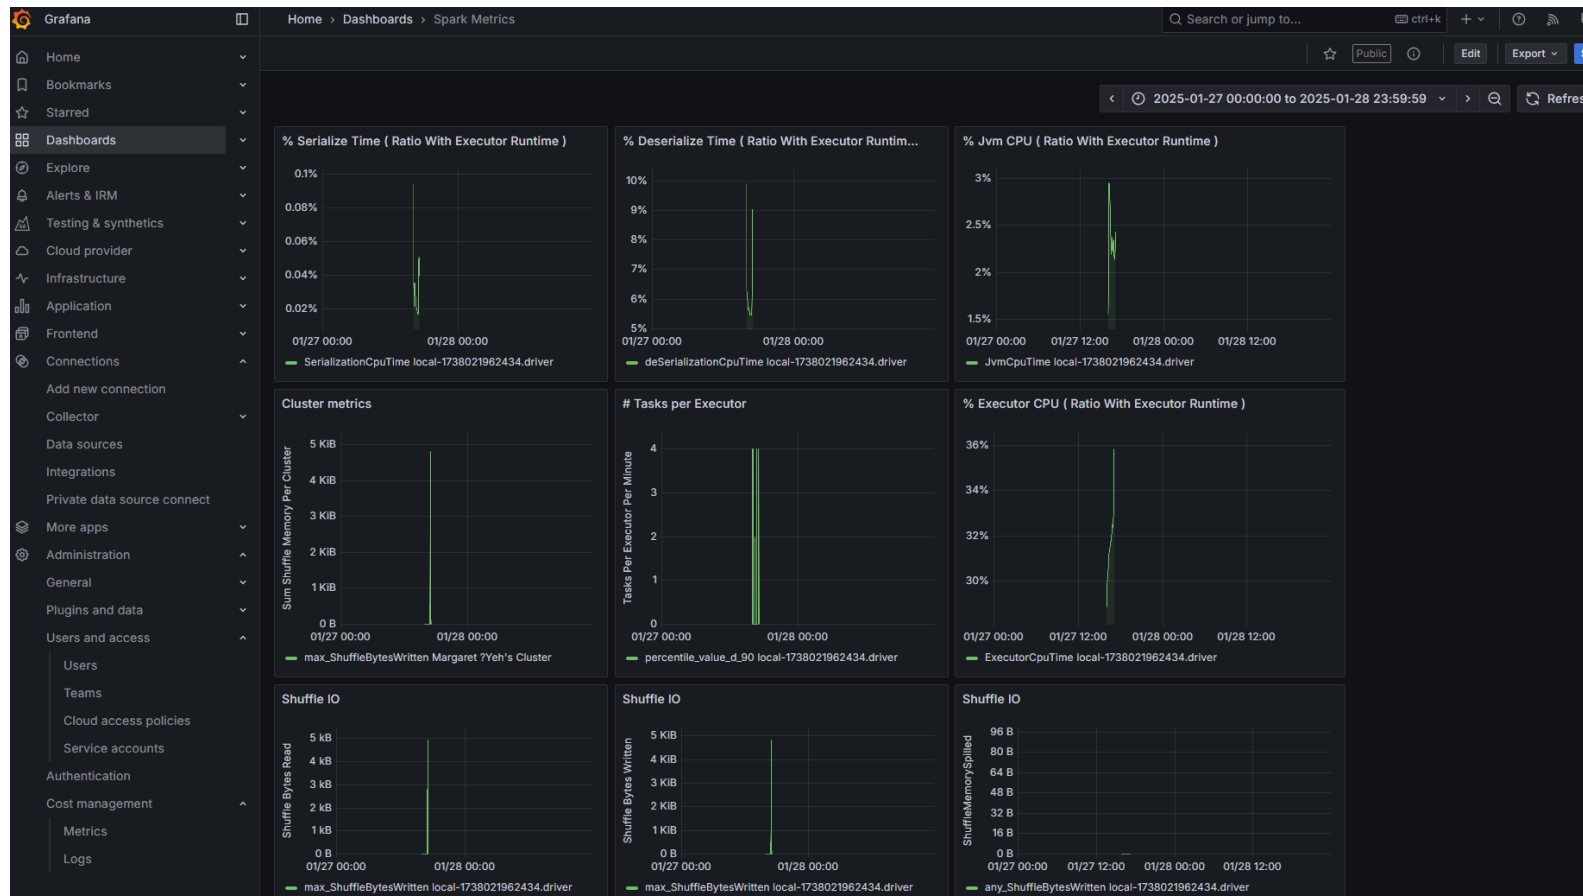 Grafana
Home › Dashboards › Spark Metrics
Search or jump to...
ctrl+k
Public
Edit
Export
2025-01-27 00:00:00 to 2025-01-28 23:59:59
Home
Bookmarks
Starred
Dashboards
Explore
Alerts & IRM
Testing & synthetics
Cloud provider
Infrastructure
Application
Frontend
Connections
Add new connection
Collector
Data sources
Integrations
Private data source connect
More apps
Administration
General
Plugins and data
Users and access
Users
Teams
Cloud access policies
Service accounts
Authentication
Cost management
Metrics
Logs
% Serialize Time ( Ratio With Executor Runtime )
0.1%
0.08%
0.06%
0.04%
0.02%
01/27 00:00
01/28 00:00
SerializationCpuTime local-1738021962434.driver
% Deserialize Time ( Ratio With Executor Runtim...
10%
9%
8%
7%
6%
5%
01/27 00:00
01/28 00:00
deSerializationCpuTime local-1738021962434.driver
% Jvm CPU ( Ratio With Executor Runtime )
3%
2.5%
2%
1.5%
01/27 00:00
01/27 12:00
01/28 00:00
01/28 12:00
JvmCpuTime local-1738021962434.driver
Cluster metrics
Sum Shuffle Memory Per Cluster
5 KiB
4 KiB
3 KiB
2 KiB
1 KiB
0 B
01/27 00:00
01/28 00:00
max_ShuffleBytesWritten Margaret ?Yeh's Cluster
# Tasks per Executor
Tasks Per Executor Per Minute
4
3
2
1
0
01/27 00:00
01/28 00:00
percentile_value_d_90 local-1738021962434.driver
% Executor CPU ( Ratio With Executor Runtime )
36%
34%
32%
30%
01/27 00:00
01/27 12:00
01/28 00:00
01/28 12:00
ExecutorCpuTime local-1738021962434.driver
Shuffle IO
Shuffle Bytes Read
5 kB
4 kB
3 kB
2 kB
1 kB
0 B
01/27 00:00
01/28 00:00
max_ShuffleBytesWritten local-1738021962434.driver
Shuffle IO
Shuffle Bytes Written
5 KiB
4 KiB
3 KiB
2 KiB
1 KiB
0 B
01/27 00:00
01/28 00:00
max_ShuffleBytesWritten local-1738021962434.driver
Shuffle IO
ShuffleMemorySpilled
96 B
80 B
64 B
48 B
32 B
16 B
0 B
01/27 00:00
01/27 12:00
01/28 00:00
01/28 12:00
any_ShuffleBytesWritten local-1738021962434.driver